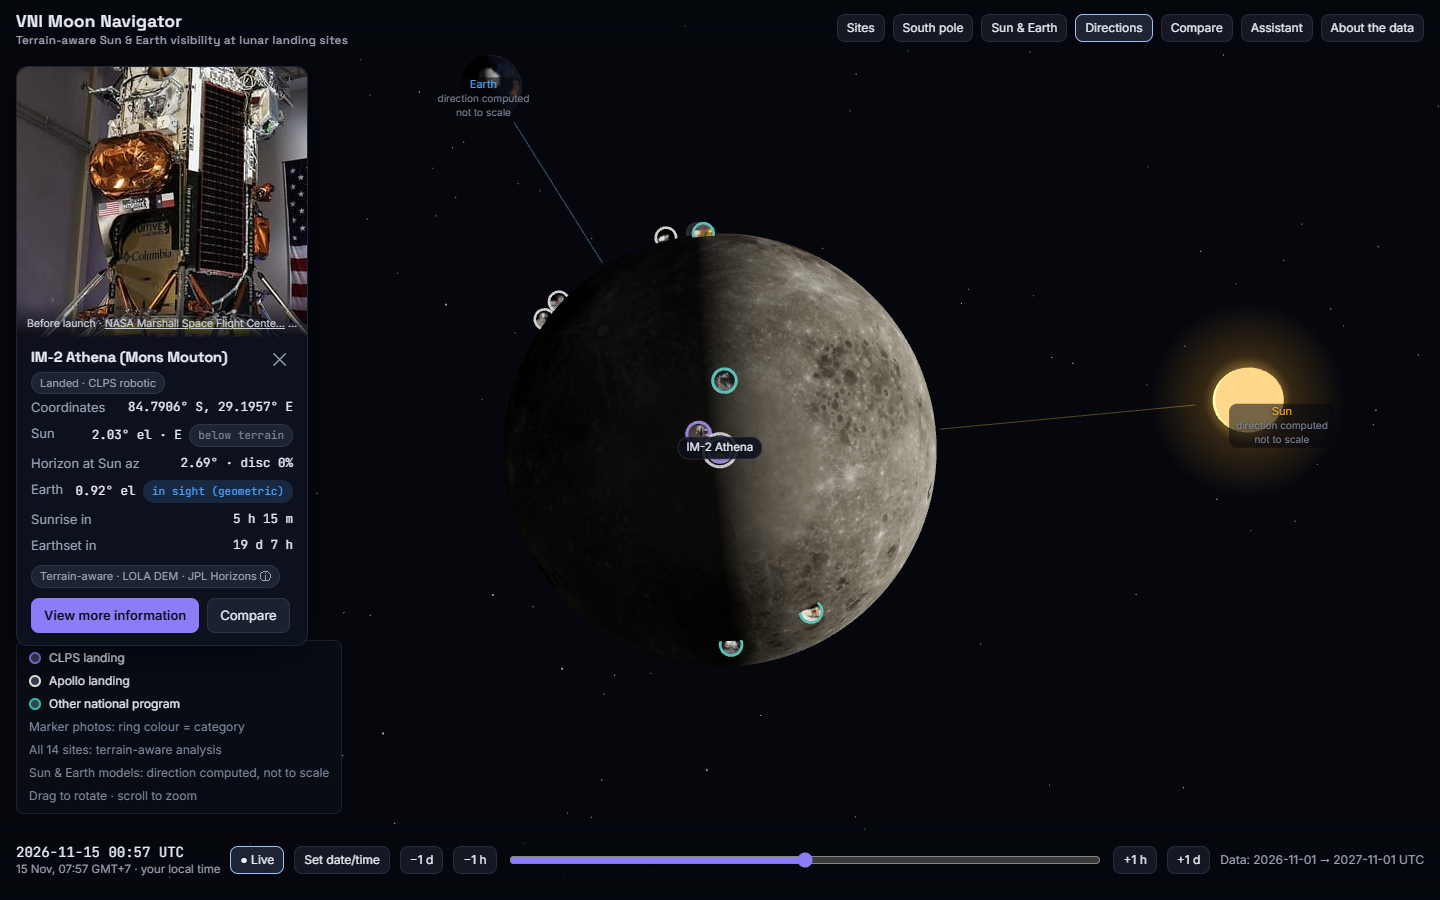 VNI Moon Navigator
Terrain-aware Sun & Earth visibility at lunar landing sites
Sites
South pole
Sun & Earth
Directions
Compare
Assistant
About the data
Earth
direction computed
not to scale
Columbia
Before launch · NASA Marshall Space Flight Cente... ...
IM-2 Athena (Mons Mouton)
Landed · CLPS robotic
Coordinates 84.7906° S, 29.1957° E
Sun 2.03° el · E below terrain
Horizon at Sun az 2.69° · disc 0%
Earth 0.92° el in sight (geometric)
Sunrise in 5 h 15 m
Earthset in 19 d 7 h
Terrain-aware · LOLA DEM · JPL Horizons ⓘ
View more information
Compare
IM-2 Athena
Sun
direction computed
not to scale
CLPS landing
Apollo landing
Other national program
Marker photos: ring colour = category
All 14 sites: terrain-aware analysis
Sun & Earth models: direction computed, not to scale
Drag to rotate · scroll to zoom
2026-11-15 00:57 UTC
15 Nov, 07:57 GMT+7 · your local time
● Live
Set date/time
−1 d
−1 h
+1 h
+1 d
Data: 2026-11-01 → 2027-11-01 UTC